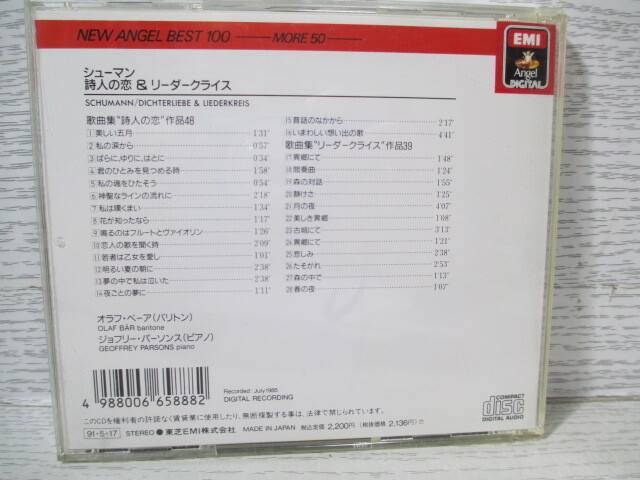 NEW ANGEL BEST 100 ——— MORE 50 ———
EMI
Angel
DIGITAL
シューマン
詩人の恋 & リーダークライス
SCHUMANN/DICHTERLIEBE & LIEDERKREIS
歌曲集"詩人の恋"作品48
1 美しい五月 1'31"
2 私の涙から 0'57"
3 ばらに、ゆりに、はとに 0'34"
4 君のひとみを見つめる時 1'58"
5 私の魂をひたそう 0'54"
6 神聖なラインの流れに 2'18"
7 私は嘆くまい 1'34"
8 花が知ったなら 1'17"
9 鳴るのはフルートとヴァイオリン 1'26"
10 恋人の歌を聞く時 2'09"
11 若者は乙女を愛し 1'01"
12 明るい夏の朝に 2'38"
13 夢の中で私は泣いた 2'38"
14 夜ごとの夢に 1'11"
15 昔話のなかから 2'17"
16 いまわしい想い出の歌 4'41"
歌曲集"リーダークライス"作品39
17 異郷にて 1'48"
18 間奏曲 1'24"
19 森の対話 1'55"
20 静けさ 1'25"
21 月の夜 4'07"
22 美しき異郷 1'08"
23 古城にて 3'13"
24 異郷にて 1'21"
25 悲しみ 2'38"
26 たそがれ 2'53"
27 森の中で 1'13"
28 春の夜 1'07"
オラフ・ベーア(バリトン)
OLAF BÄR baritone
ジョフリー・パーソンス(ピアノ)
GEOFFREY PARSONS piano
4 988006 658882
Recorded: July 1985
DIGITAL RECORDING
COMPACT
disc
DIGITAL AUDIO
このCDを権利者の許諾なく賃貸業に使用したり、無断複製する事は、法律で禁じられています。
91・5・17 STEREO ● 東芝EMI株式会社 MADE IN JAPAN 税込定価 2,200円 (税抜価格 2,136円)